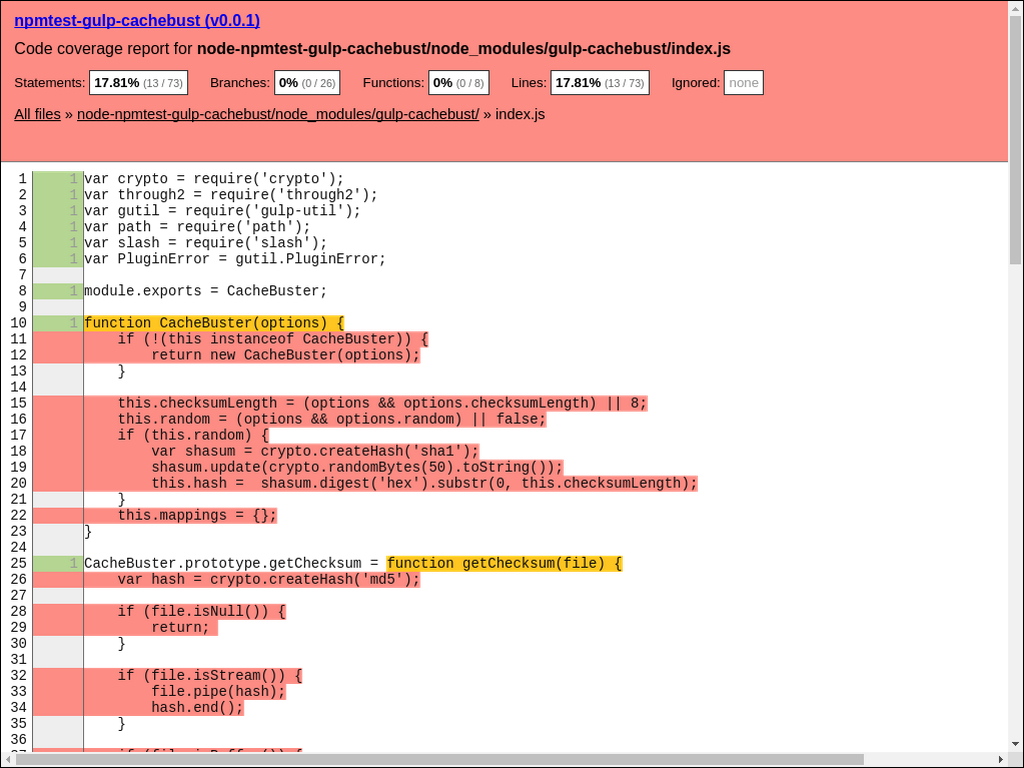 npmtest-gulp-cachebust (v0.0.1)
Code coverage report for node-npmtest-gulp-cachebust/node_modules/gulp-cachebust/index.js
Statements: 17.81% (13 / 73) Branches: 0% (0 / 26) Functions: 0% (0 / 8) Lines: 17.81% (13 / 73) Ignored: none
All files » node-npmtest-gulp-cachebust/node_modules/gulp-cachebust/ » index.js
1 1 var crypto = require('crypto');
2 1 var through2 = require('through2');
3 1 var gutil = require('gulp-util');
4 1 var path = require('path');
5 1 var slash = require('slash');
6 1 var PluginError = gutil.PluginError;
7
8 1 module.exports = CacheBuster;
9
10 1 function CacheBuster(options) {
11     if (!(this instanceof CacheBuster)) {
12         return new CacheBuster(options);
13     }
14
15     this.checksumLength = (options && options.checksumLength) || 8;
16     this.random = (options && options.random) || false;
17     if (this.random) {
18         var shasum = crypto.createHash('sha1');
19         shasum.update(crypto.randomBytes(50).toString());
20         this.hash =  shasum.digest('hex').substr(0, this.checksumLength);
21     }
22     this.mappings = {};
23 }
24
25 1 CacheBuster.prototype.getChecksum = function getChecksum(file) {
26     var hash = crypto.createHash('md5');
27
28     if (file.isNull()) {
29         return;
30     }
31
32     if (file.isStream()) {
33         file.pipe(hash);
34         hash.end();
35     }
36